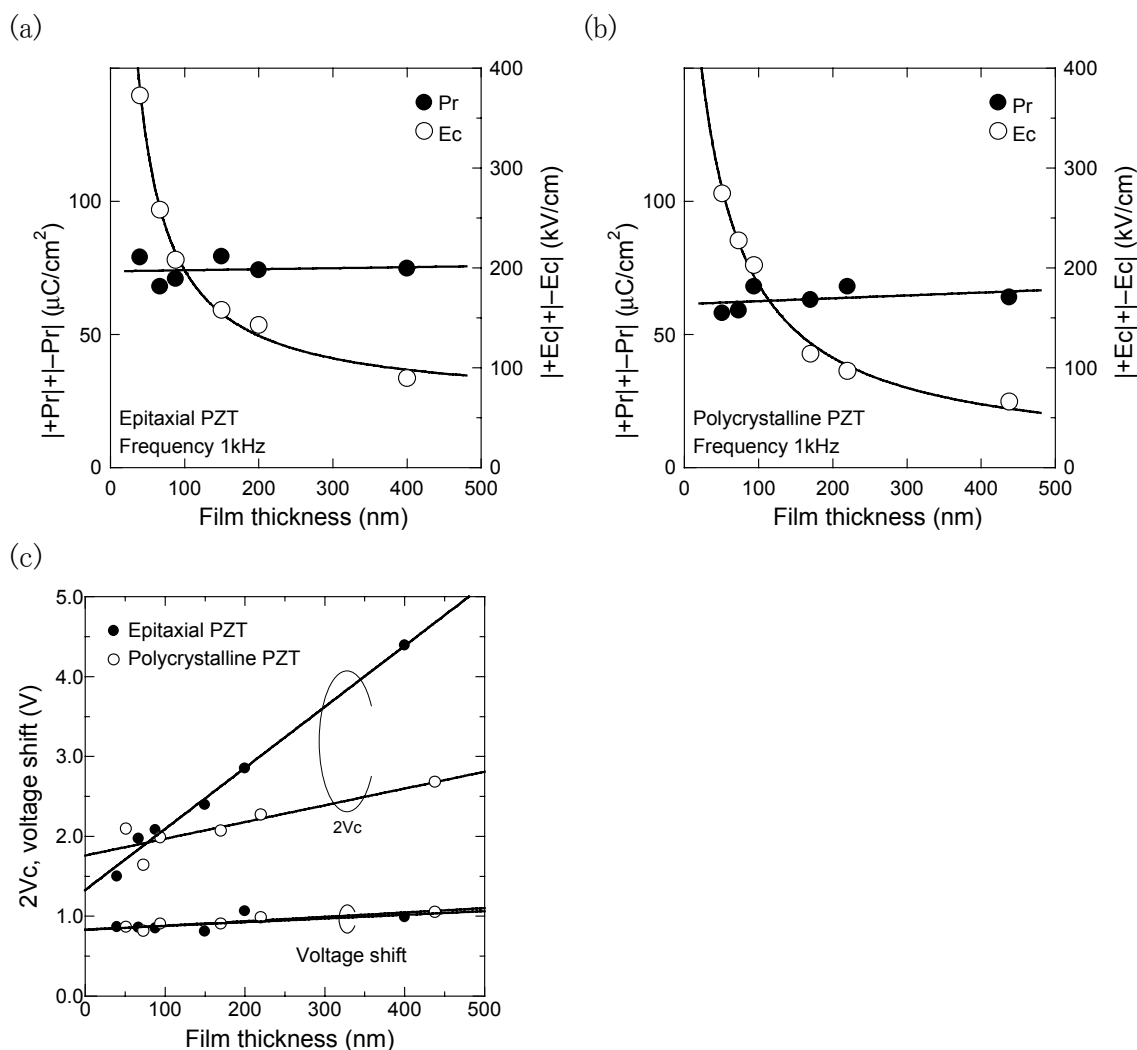 (a)
400
Pr
Ec
300
100
200
50
100
0
0
0
100
200
300
400
500
|+Pr|+|−Pr| (μC/cm²)
|+Ec|+|−Ec| (kV/cm)
Epitaxial PZT
Frequency 1kHz
Film thickness (nm)
(b)
400
Pr
Ec
300
100
200
50
100
0
0
0
100
200
300
400
500
|+Pr|+|−Pr| (μC/cm²)
|+Ec|+|−Ec| (kV/cm)
Polycrystalline PZT
Frequency 1kHz
Film thickness (nm)
(c)
5.0
Epitaxial PZT
Polycrystalline PZT
4.0
3.0
2Vc
2.0
1.0
Voltage shift
0.0
0
100
200
300
400
500
2Vc, voltage shift (V)
Film thickness (nm)